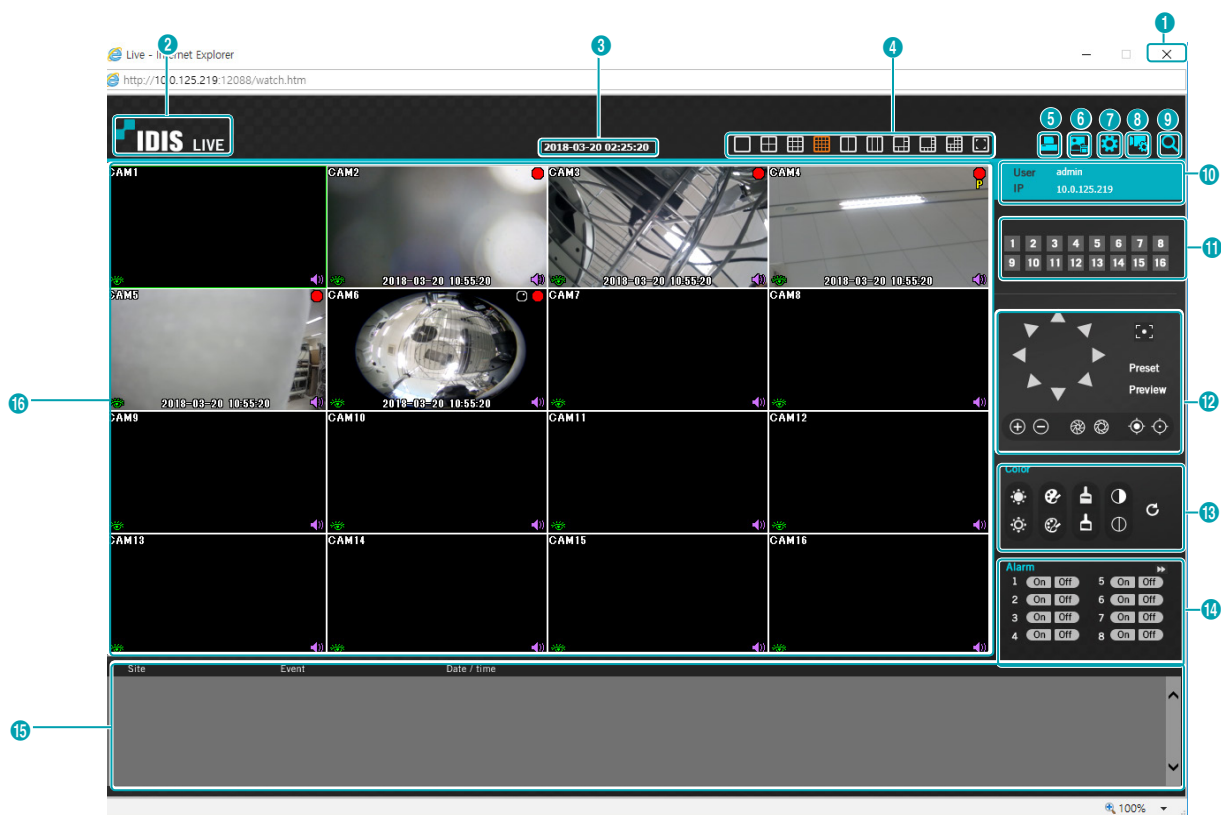 1
2
3
4
Live - Internet Explorer
http://10.0.125.219:12088/watch.htm
5 6 7 8 9
IDIS LIVE
2018-03-20 02:25:20
CAM1
CAM2
2018-03-20 10:55:20
CAM3
2018-03-20 10:55:20
CAM4
P
2018-03-20 10:55:20
User admin
IP 10.0.125.219
10
1 2 3 4 5 6 7 8
9 10 11 12 13 14 15 16
11
CAM5
2018-03-20 10:55:20
CAM6
2018-03-20 10:55:20
CAM7
CAM8
Preset
Preview
12
16
CAM9
CAM10
CAM11
CAM12
Color
13
CAM13
CAM14
CAM15
CAM16
Alarm
1 On Off 5 On Off
2 On Off 6 On Off
3 On Off 7 On Off
4 On Off 8 On Off
14
Site Event Date / time
15
100%